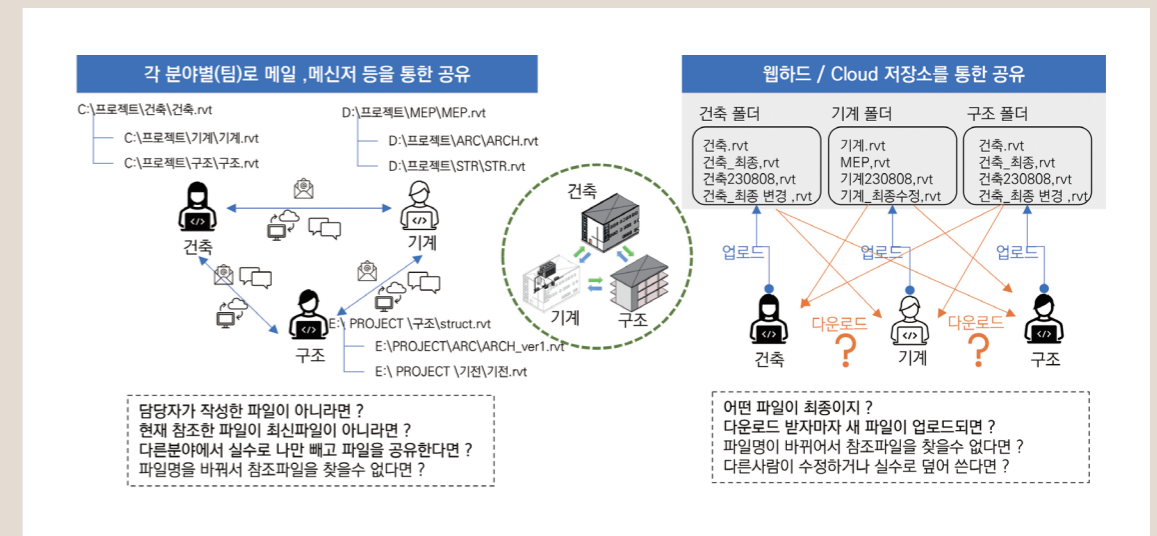 각 분야별(팀)로 메일 ,메신저 등을 통한 공유
C:\프로젝트\건축\건축.rvt
C:\프로젝트\기계\기계.rvt
C:\프로젝트\구조\구조.rvt
D:\프로젝트\MEP\MEP.rvt
D:\프로젝트\ARC\ARCH.rvt
D:\프로젝트\STR\STR.rvt
건축
기계
구조
E:\ PROJECT \구조\struct.rvt
E:\PROJECT\ARC\ARCH_ver1.rvt
E:\ PROJECT \기전\기전.rvt
담당자가 작성한 파일이 아니라면 ?
현재 참조한 파일이 최신파일이 아니라면 ?
다른분야에서 실수로 나만 빼고 파일을 공유한다면 ?
파일명을 바꿔서 참조파일을 찾을수 없다면 ?
건축
기계
구조
웹하드 / Cloud 저장소를 통한 공유
건축 폴더
건축.rvt
건축_최종,rvt
건축230808,rvt
건축_최종 변경 ,rvt
기계 폴더
기계.rvt
MEP,rvt
기계230808,rvt
기계_최종수정,rvt
구조 폴더
건축.rvt
건축_최종,rvt
건축230808,rvt
건축_최종 변경 ,rvt
업로드
업로드
업로드
다운로드
?
다운로드
?
건축
기계
구조
어떤 파일이 최종이지 ?
다운로드 받자마자 새 파일이 업로드되면 ?
파일명이 바뀌어서 참조파일을 찾을수 없다면 ?
다른사람이 수정하거나 실수로 덮어 쓴다면 ?